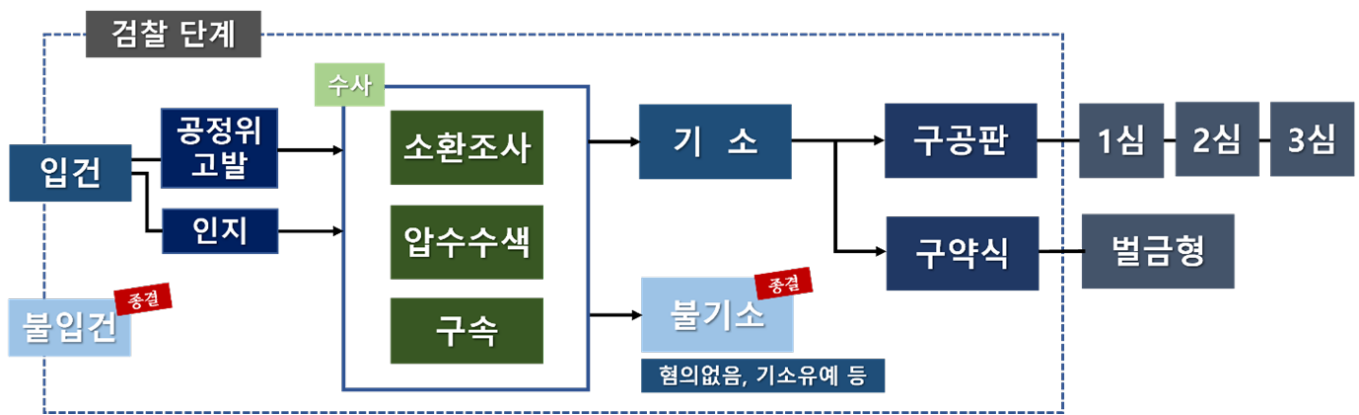 검찰 단계
입건
공정위
고발
인지
불입건
종결
수사
소환조사
압수수색
구속
기 소
불기소
종결
혐의없음, 기소유예 등
구공판
구약식
1심
2심
3심
벌금형